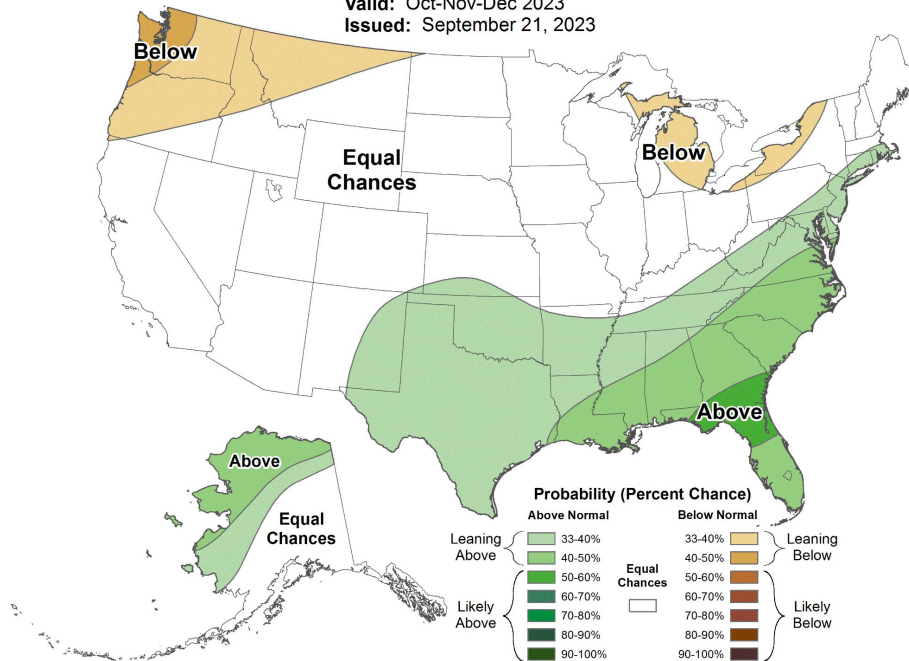 Valid: Oct-Nov-Dec 2023
Issued: September 21, 2023
Below
Equal
Chances
Below
Above
Above
Equal
Chances
Probability (Percent Chance)
Above Normal
Below Normal
Leaning
Above
33-40%
40-50%
Likely
Above
50-60%
60-70%
70-80%
80-90%
90-100%
Equal
Chances
33-40%
40-50%
Leaning
Below
50-60%
60-70%
70-80%
80-90%
90-100%
Likely
Below